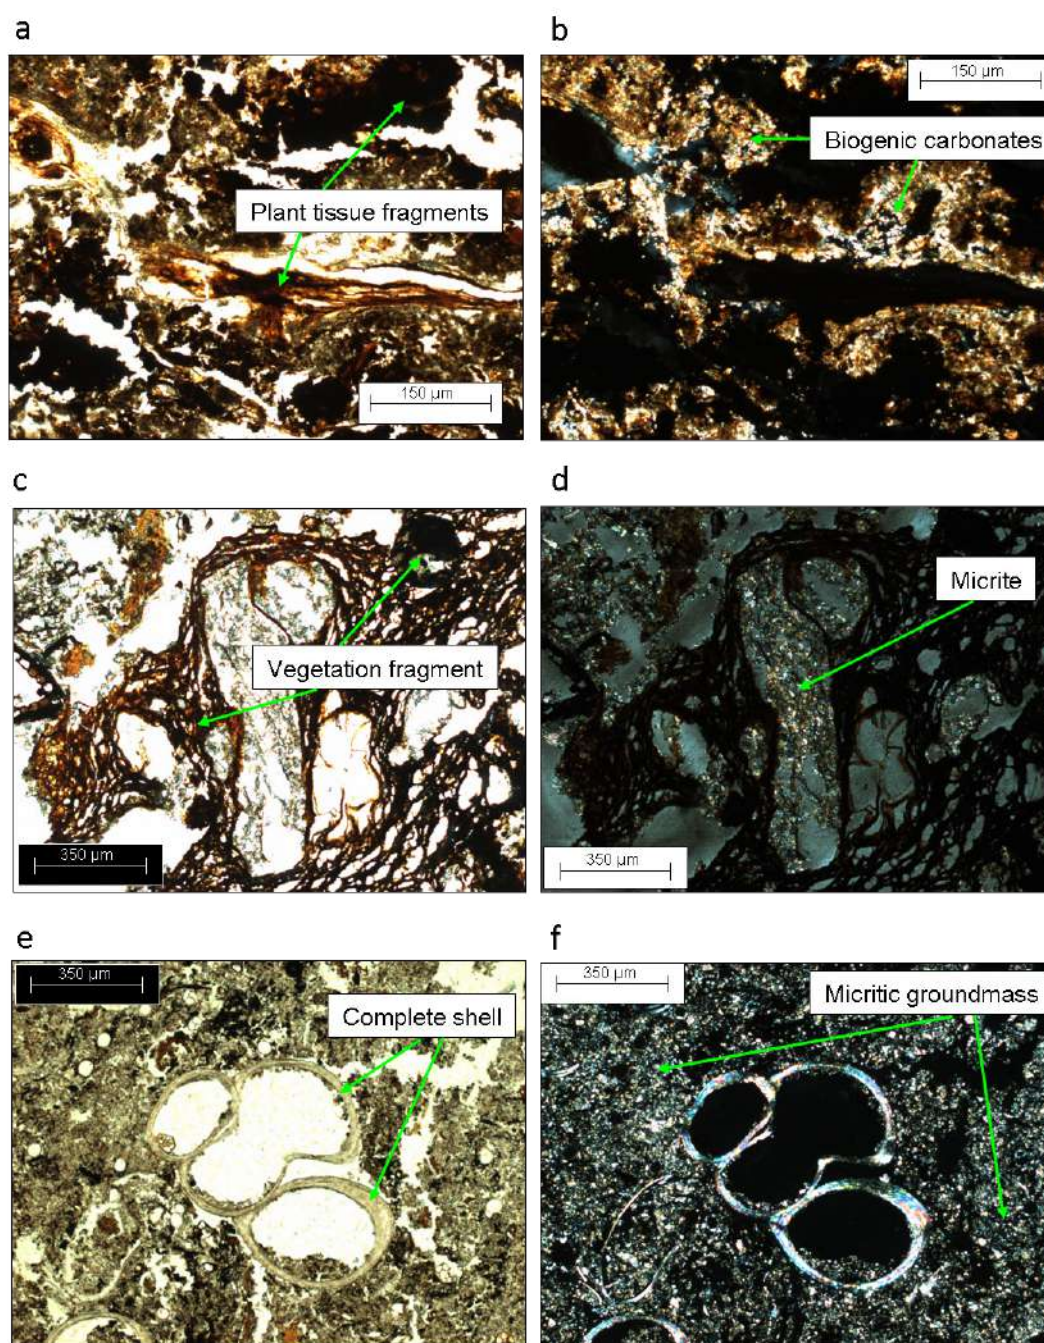 a
b
150 µm
Biogenic carbonates
Plant tissue fragments
150 µm
c
d
Micrite
Vegetation fragment
350 µm
350 µm
e
f
350 µm
350 µm
Complete shell
Micritic groundmass